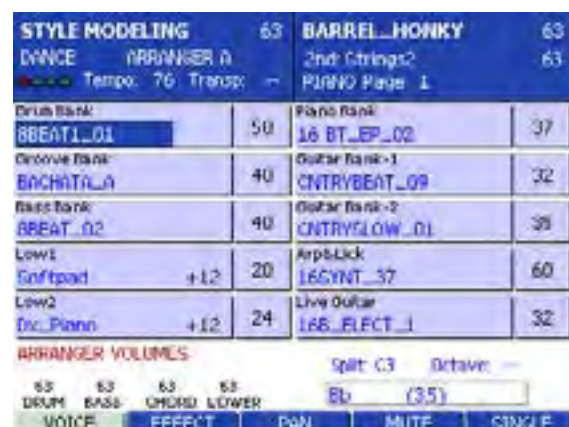 STYLE MODELING 63
DANCE ARRANGER A
Tempo: 76 Transp: --
BARREL_HONKY 63
2nd: Strings2 63
PIANO Page 1
Drum Bank
8BEAT1_01 50
Groove Bank
BACHATA_A 40
Bass Bank
8BEAT_02 40
Low1
Softpad +12 20
Low2
Dx_Piano +12 24
Piano Bank
16 BT_EP_02 37
Guitar Bank-1
CNTRYBEAT_09 32
Guitar Bank-2
CNTRYSLOW_01
Arp&Lick
16SYNT_37 60
Live Guitar
16B_ELECT_1 32
ARRANGER VOLUMES
63 63 63 63
DRUM BASS CHORD LOWER
Split: C3 Octave: --
Bb (35)
VOICE EFFECT PAN MUTE SINGLE